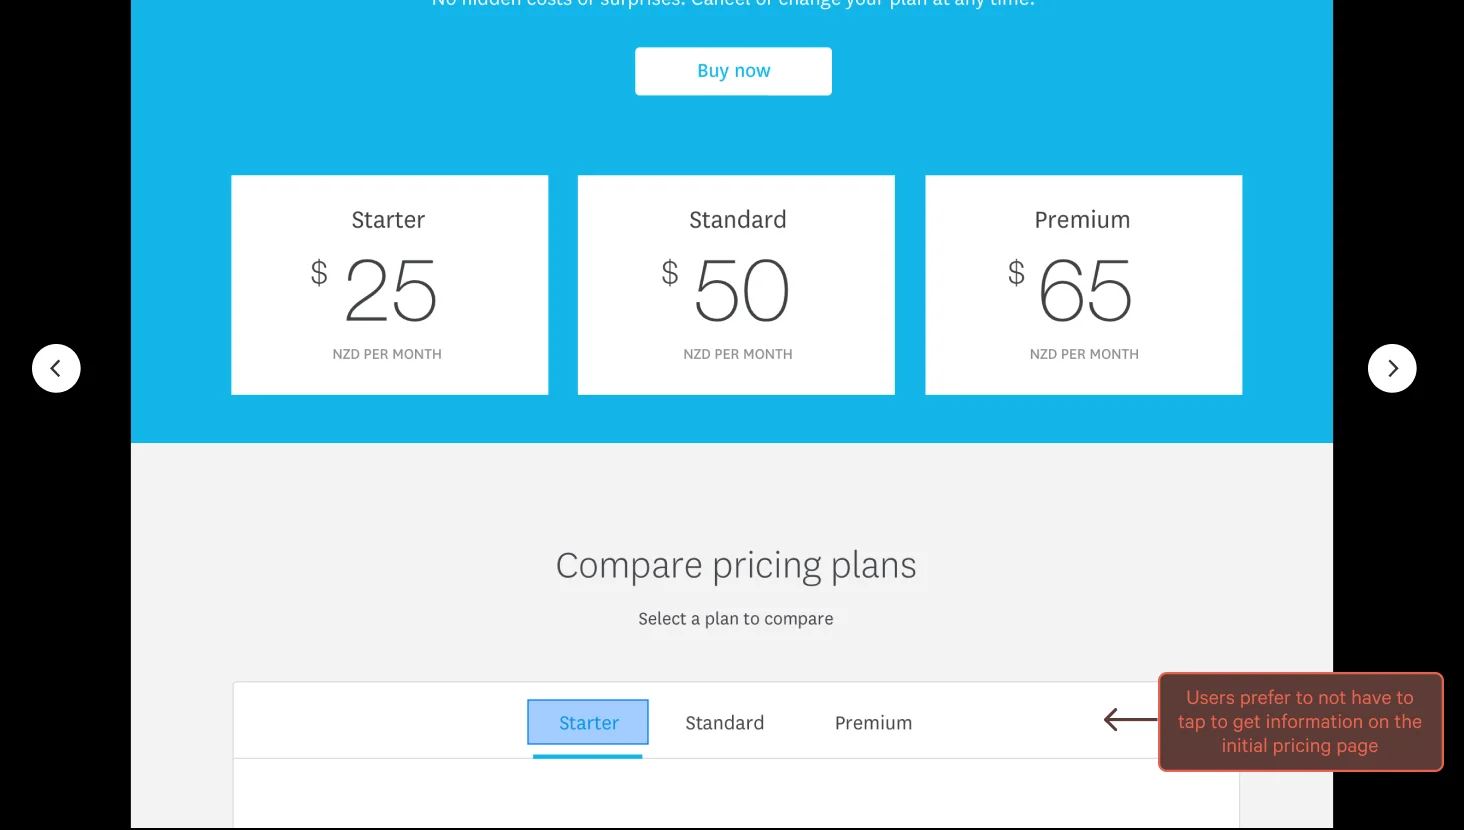 No hidden costs or surprises. Cancel or change your plan at any time.
Buy now
Starter
$ 25
NZD PER MONTH
Standard
$ 50
NZD PER MONTH
Premium
$ 65
NZD PER MONTH
Compare pricing plans
Select a plan to compare
Starter Standard Premium
Users prefer to not have to
tap to get information on the
initial pricing page